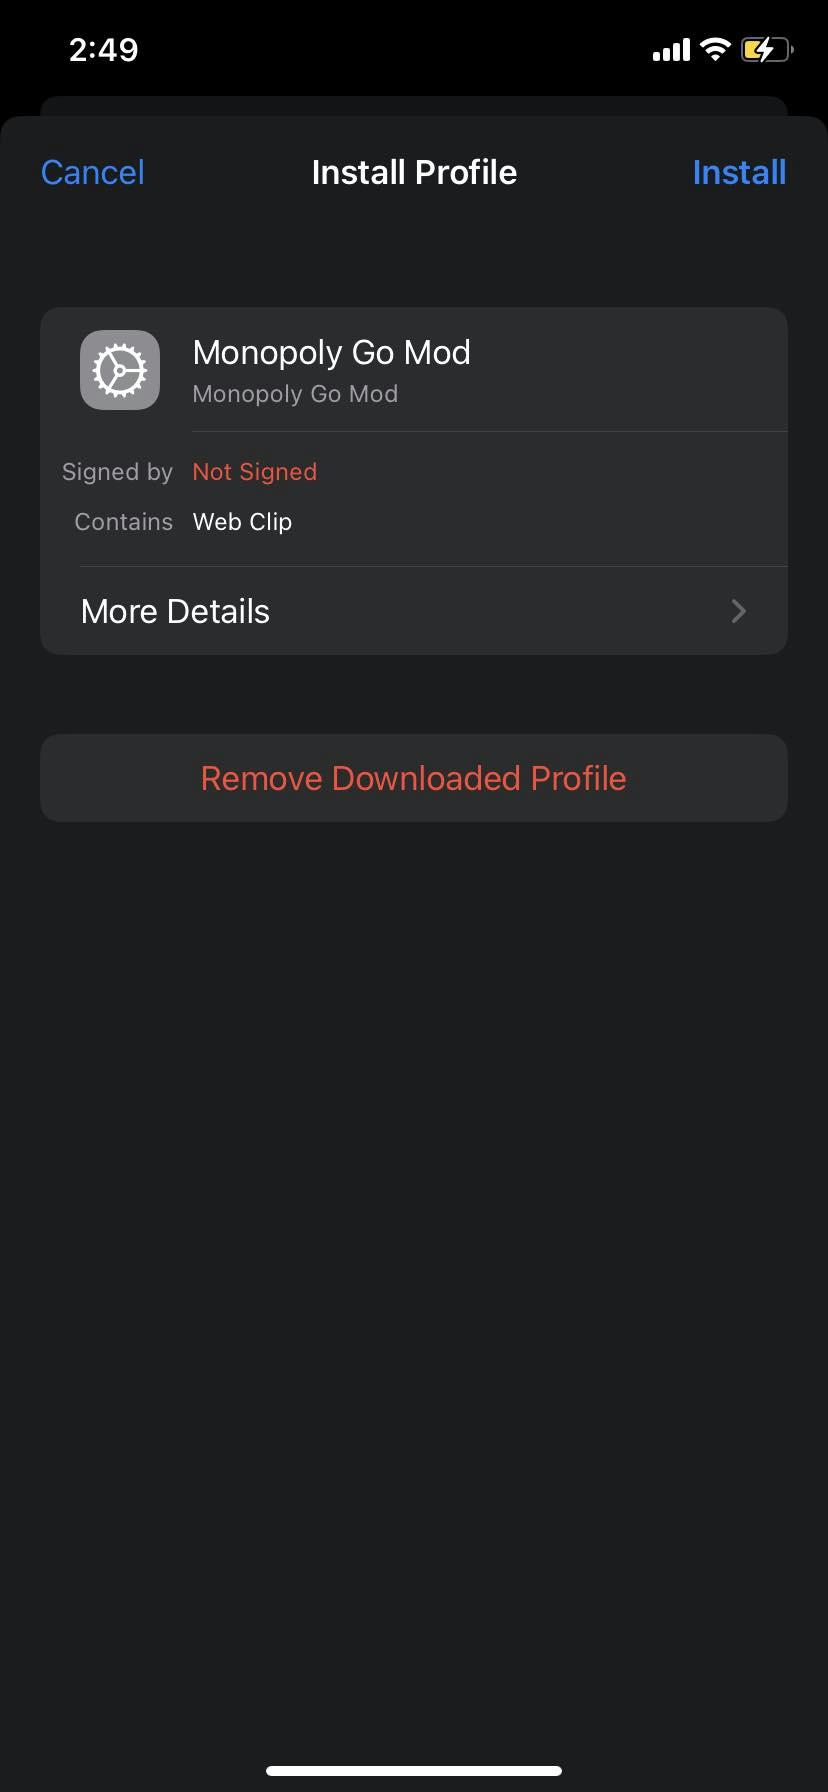 2:49
Cancel Install Profile Install
Monopoly Go Mod
Monopoly Go Mod
Signed by Not Signed
Contains Web Clip
More Details
Remove Downloaded Profile